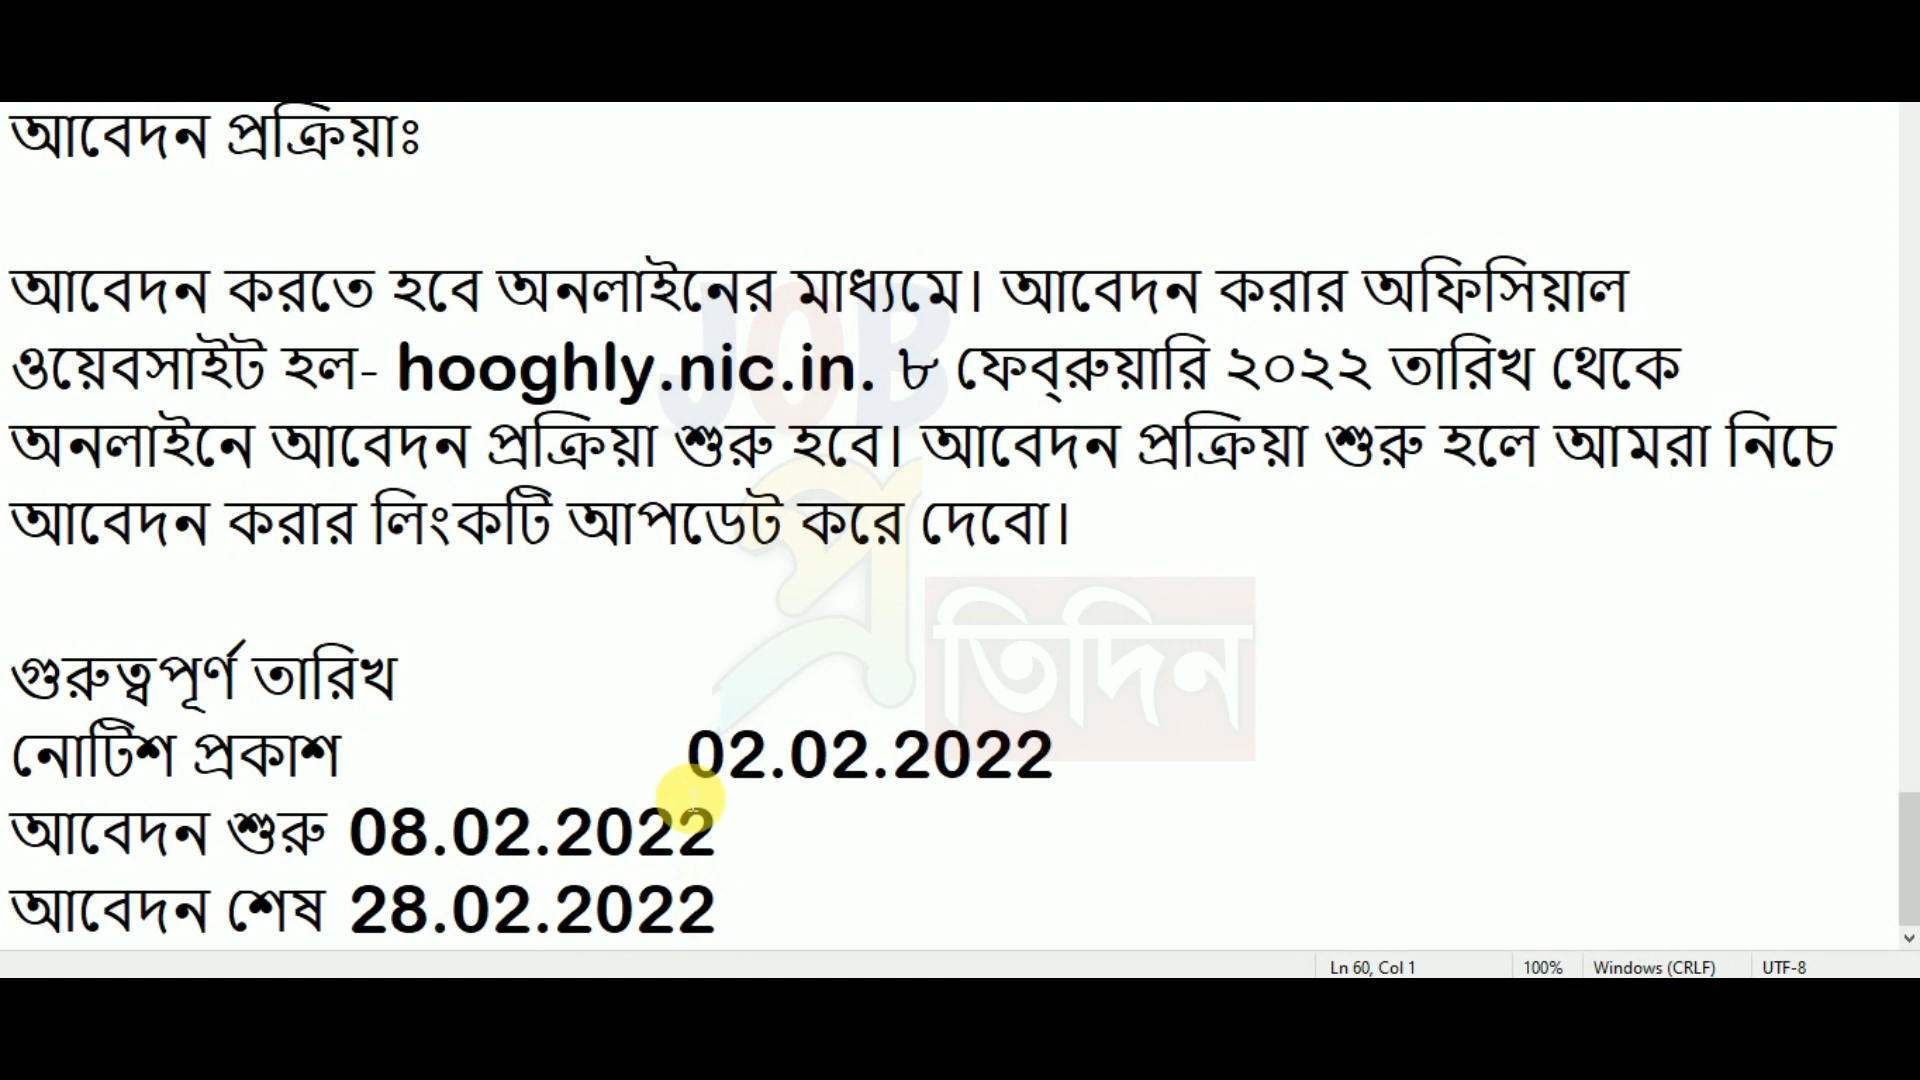 আবেদন প্রক্রিয়াঃ
আবেদন করতে হবে অনলাইনের মাধ্যমে। আবেদন করার অফিসিয়াল
ওয়েবসাইট হল- hooghly.nic.in. ৮ ফেব্রুয়ারি ২০২২ তারিখ থেকে
অনলাইনে আবেদন প্রক্রিয়া শুরু হবে। আবেদন প্রক্রিয়া শুরু হলে আমরা নিচে
আবেদন করার লিংকটি আপডেট করে দেবো।
JOB
প্রতিদিন
গুরুত্বপূর্ণ তারিখ
নোটিশ প্রকাশ 02.02.2022
আবেদন শুরু 08.02.2022
আবেদন শেষ 28.02.2022
Ln 60, Col 1 100% Windows (CRLF) UTF-8